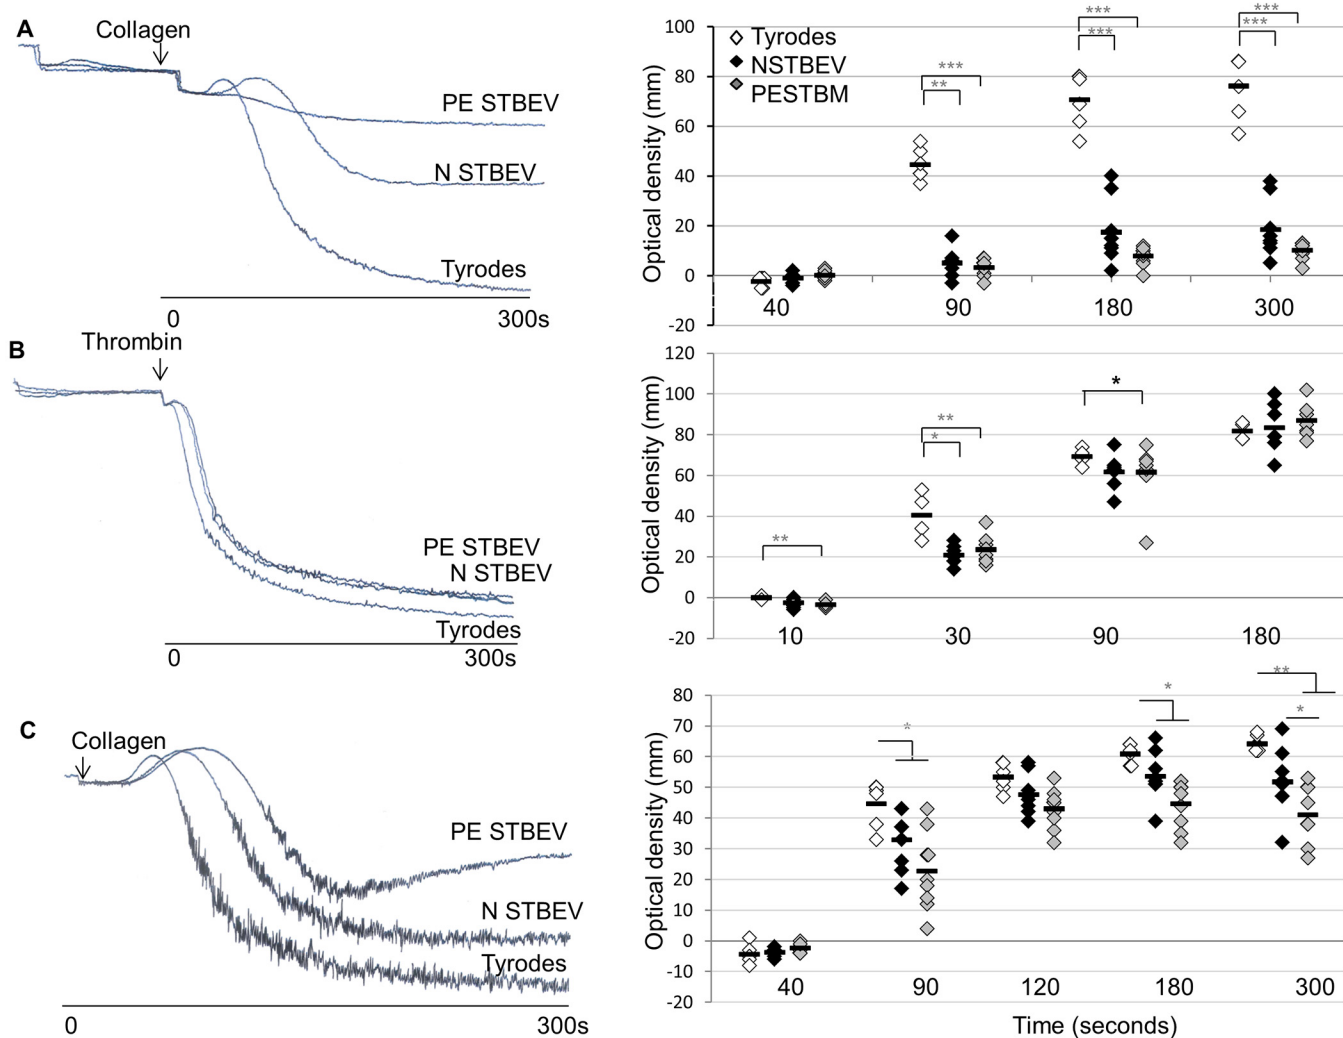 A
Collagen
PE STBEV
N STBEV
Tyrodes
0 300s
Optical density (mm)
100
80
60
40
20
0
-20
Tyrodes
NSTBEV
PESTBM
** ***
*** ***
*** ***
40 90 180 300
B
Thrombin
PE STBEV
N STBEV
Tyrodes
0 300s
Optical density (mm)
120
100
80
60
40
20
0
-20
**
* **
*
10 30 90 180
C
Collagen
PE STBEV
N STBEV
Tyrodes
0 300s
Optical density (mm)
80
70
60
50
40
30
20
10
0
-10
-20
*
*
**
*
40 90 120 180 300
Time (seconds)